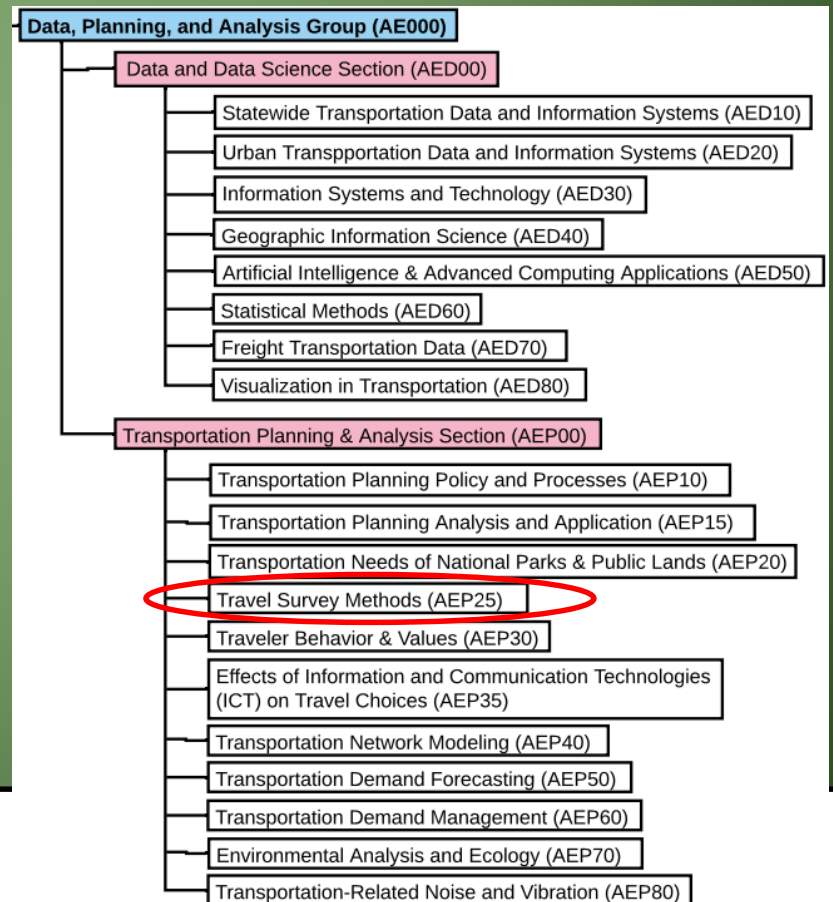 Data, Planning, and Analysis Group (AE000)
Data and Data Science Section (AED00)
Statewide Transportation Data and Information Systems (AED10)
Urban Transpportation Data and Information Systems (AED20)
Information Systems and Technology (AED30)
Geographic Information Science (AED40)
Artificial Intelligence & Advanced Computing Applications (AED50)
Statistical Methods (AED60)
Freight Transportation Data (AED70)
Visualization in Transportation (AED80)
Transportation Planning & Analysis Section (AEP00)
Transportation Planning Policy and Processes (AEP10)
Transportation Planning Analysis and Application (AEP15)
Transportation Needs of National Parks & Public Lands (AEP20)
Travel Survey Methods (AEP25)
Traveler Behavior & Values (AEP30)
Effects of Information and Communication Technologies
(ICT) on Travel Choices (AEP35)
Transportation Network Modeling (AEP40)
Transportation Demand Forecasting (AEP50)
Transportation Demand Management (AEP60)
Environmental Analysis and Ecology (AEP70)
Transportation-Related Noise and Vibration (AEP80)